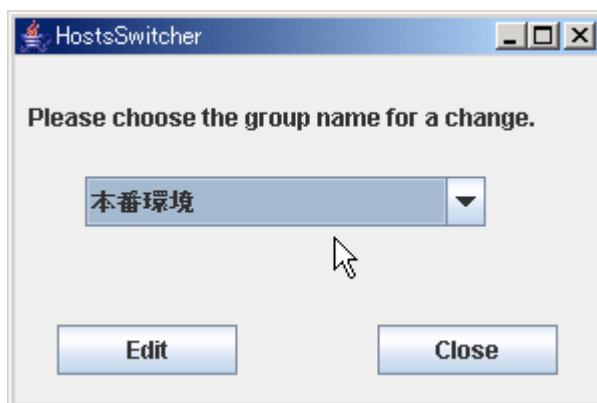 HostsSwitcher
Please choose the group name for a change.
本番環境
Edit
Close